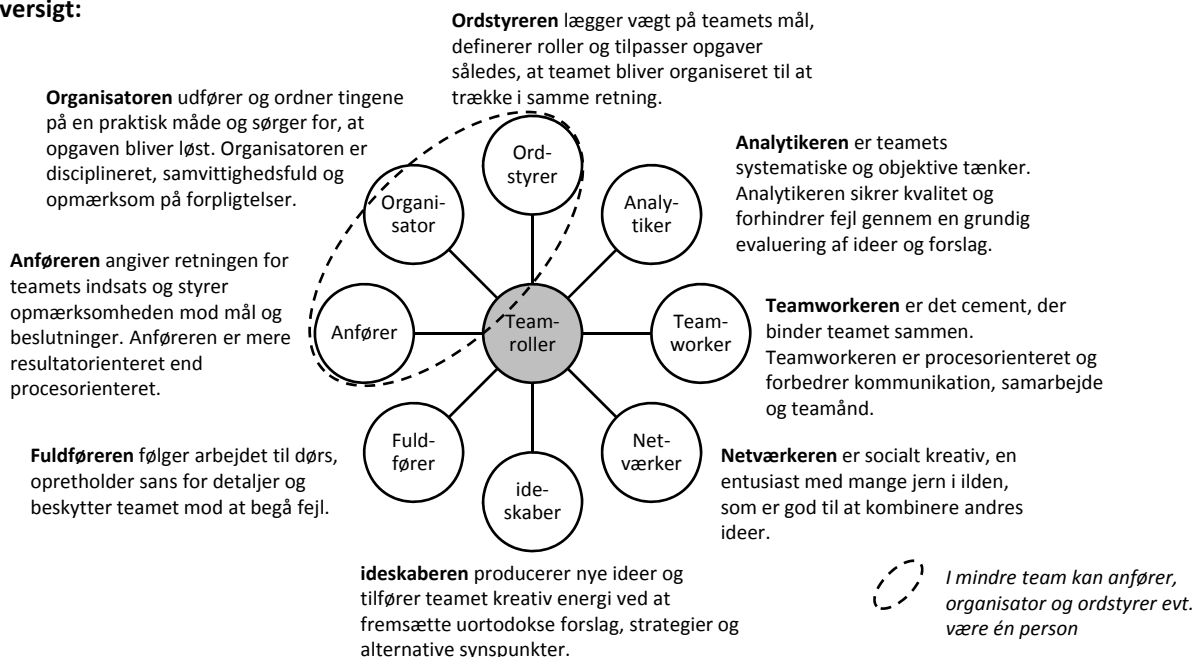 versigt:
Ordstyreren lægger vægt på teamets mål,
definerer roller og tilpasser opgaver
således, at teamet bliver organiseret til at
trække i samme retning.
Organisatoren udfører og ordner tingene
på en praktisk måde og sørger for, at
opgaven bliver løst. Organisatoren er
disciplineret, samvittighedsfuld og
opmærksom på forpligtelser.
Analytikeren er teamets
systematiske og objektive tænker.
Analytikeren sikrer kvalitet og
forhindrer fejl gennem en grundig
evaluering af ideer og forslag.
Anføreren angiver retningen for
teamets indsats og styrer
opmærksomheden mod mål og
beslutninger. Anføreren er mere
resultatorienteret end
procesorienteret.
Ord-
styrer
Organi-
sator
Analy-
tiker
Anfører
Team-
roller
Team-
worker
Fuld-
fører
ide-
skaber
Net-
værker
Teamworkeren er det cement, der
binder teamet sammen.
Teamworkeren er procesorienteret og
forbedrer kommunikation, samarbejde
og teamånd.
Fuldføreren følger arbejdet til dørs,
opretholder sans for detaljer og
beskytter teamet mod at begå fejl.
Netværkeren er socialt kreativ, en
entusiast med mange jern i ilden,
som er god til at kombinere andres
ideer.
ideskaberen producerer nye ideer og
tilfører teamet kreativ energi ved at
fremsætte uortodokse forslag, strategier og
alternative synspunkter.
I mindre team kan anfører,
organisator og ordstyrer evt.
være én person